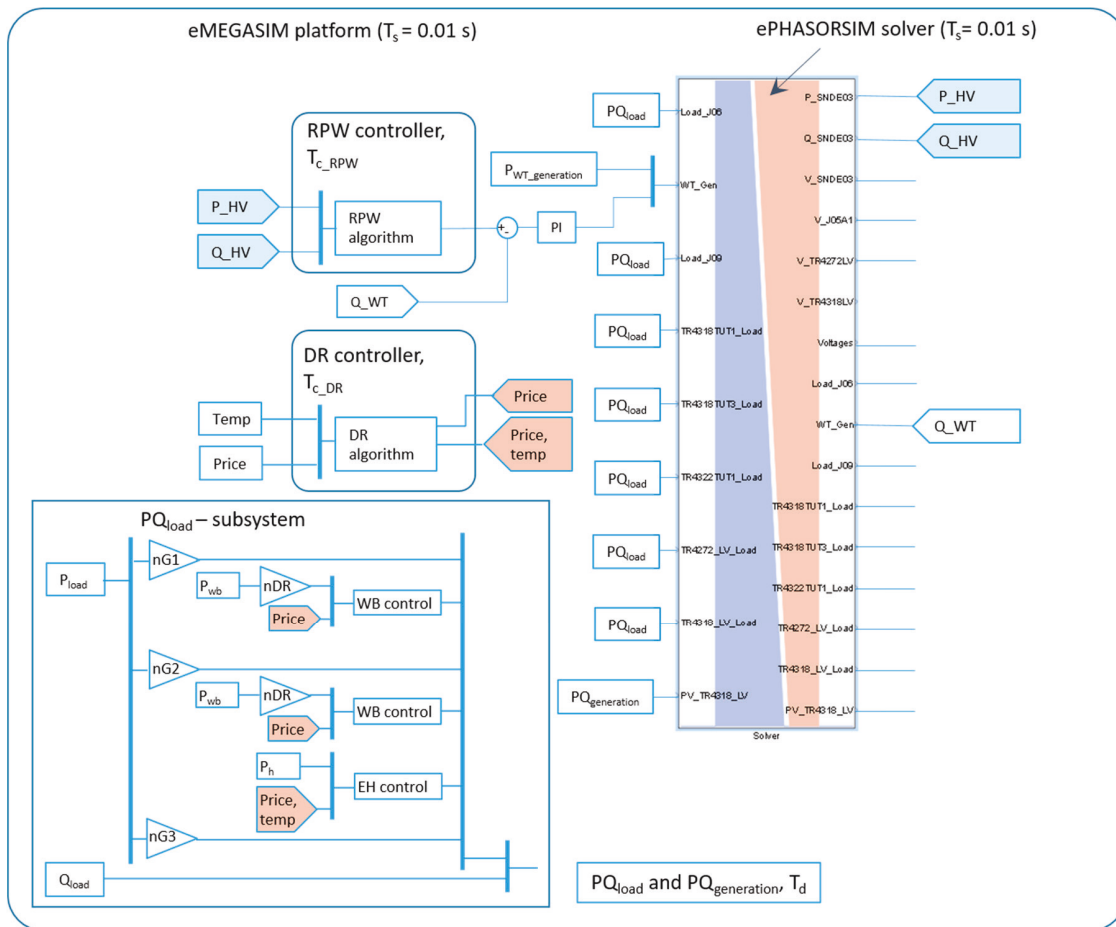 eMEGASIM platform (Ts = 0.01 s)
ePHASORSIM solver (Ts= 0.01 s)
RPW controller,
Tc_RPW
P_HV
Q_HV
RPW
algorithm
+
-
PI
Q_WT
PWT_generation
DR controller,
Tc_DR
Temp
Price
DR
algorithm
Price
Price,
temp
PQload
PQload
PQload
PQload
PQload
PQload
PQload
PQgeneration
Load_J06
WT_Gen
Load_J09
TR4318TUT1_Load
TR4318TUT3_Load
TR4322TUT1_Load
TR4272_LV_Load
TR4318_LV_Load
PV_TR4318_LV
P_SNDE03
Q_SNDE03
V_SNDE03
V_J05A1
V_TR4272LV
V_TR4318LV
Voltages
Load_J06
WT_Gen
Load_J09
TR4318TUT1_Load
TR4318TUT3_Load
TR4322TUT1_Load
TR4272_LV_Load
TR4318_LV_Load
PV_TR4318_LV
Solver
P_HV
Q_HV
Q_WT
PQload – subsystem
Pload
nG1
Pwb
nDR
Price
WB control
nG2
Pwb
nDR
Price
WB control
Ph
Price,
temp
EH control
nG3
Qload
PQload and PQgeneration, Td